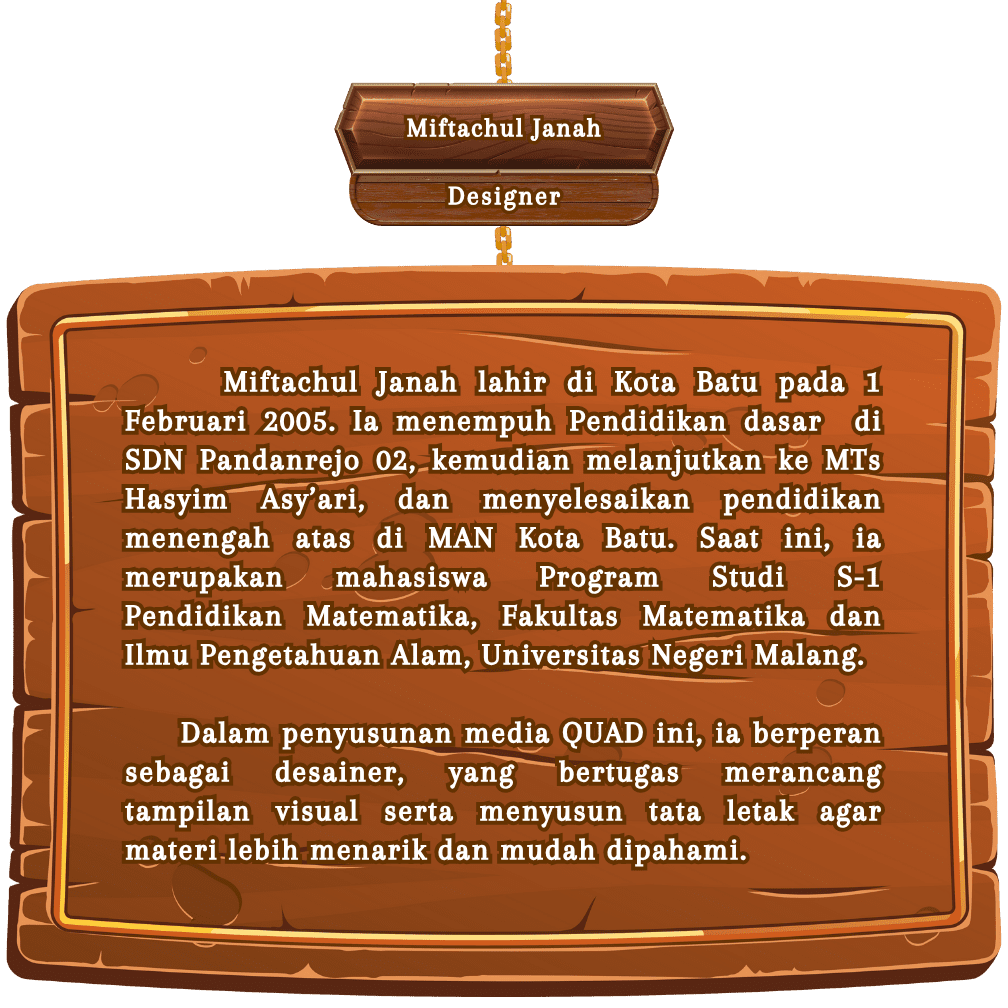 Miftachul Janah
Designer
Miftachul Janah lahir di Kota Batu pada 1
Februari 2005. Ia menempuh Pendidikan dasar di
SDN Pandanrejo 02, kemudian melanjutkan ke MTs
Hasyim Asy’ari, dan menyelesaikan pendidikan
menengah atas di MAN Kota Batu. Saat ini, ia
merupakan mahasiswa Program Studi S-1
Pendidikan Matematika, Fakultas Matematika dan
Ilmu Pengetahuan Alam, Universitas Negeri Malang.
Dalam penyusunan media QUAD ini, ia berperan
sebagai desainer, yang bertugas merancang
tampilan visual serta menyusun tata letak agar
materi lebih menarik dan mudah dipahami.